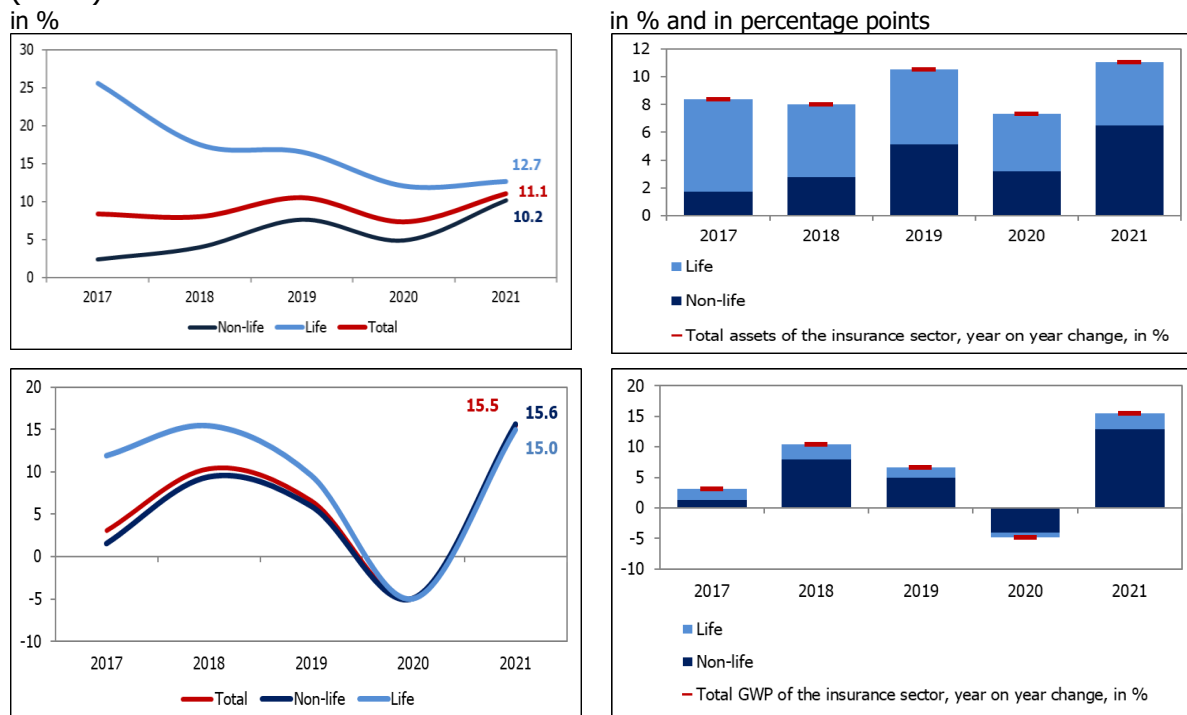 in %
in % and in percentage points
30
25
20
15
10
5
0
12.7
11.1
10.2
2017 2018 2019 2020 2021
Non-life Life Total
12
10
8
6
4
2
0
2017 2018 2019 2020 2021
Life
Non-life
Total assets of the insurance sector, year on year change, in %
20
15
10
5
0
-5
-10
15.5 15.6
15.0
2017 2018 2019 2020 2021
Total Non-life Life
20
15
10
5
0
-5
-10
2017 2018 2019 2020 2021
Life
Non-life
Total GWP of the insurance sector, year on year change, in %